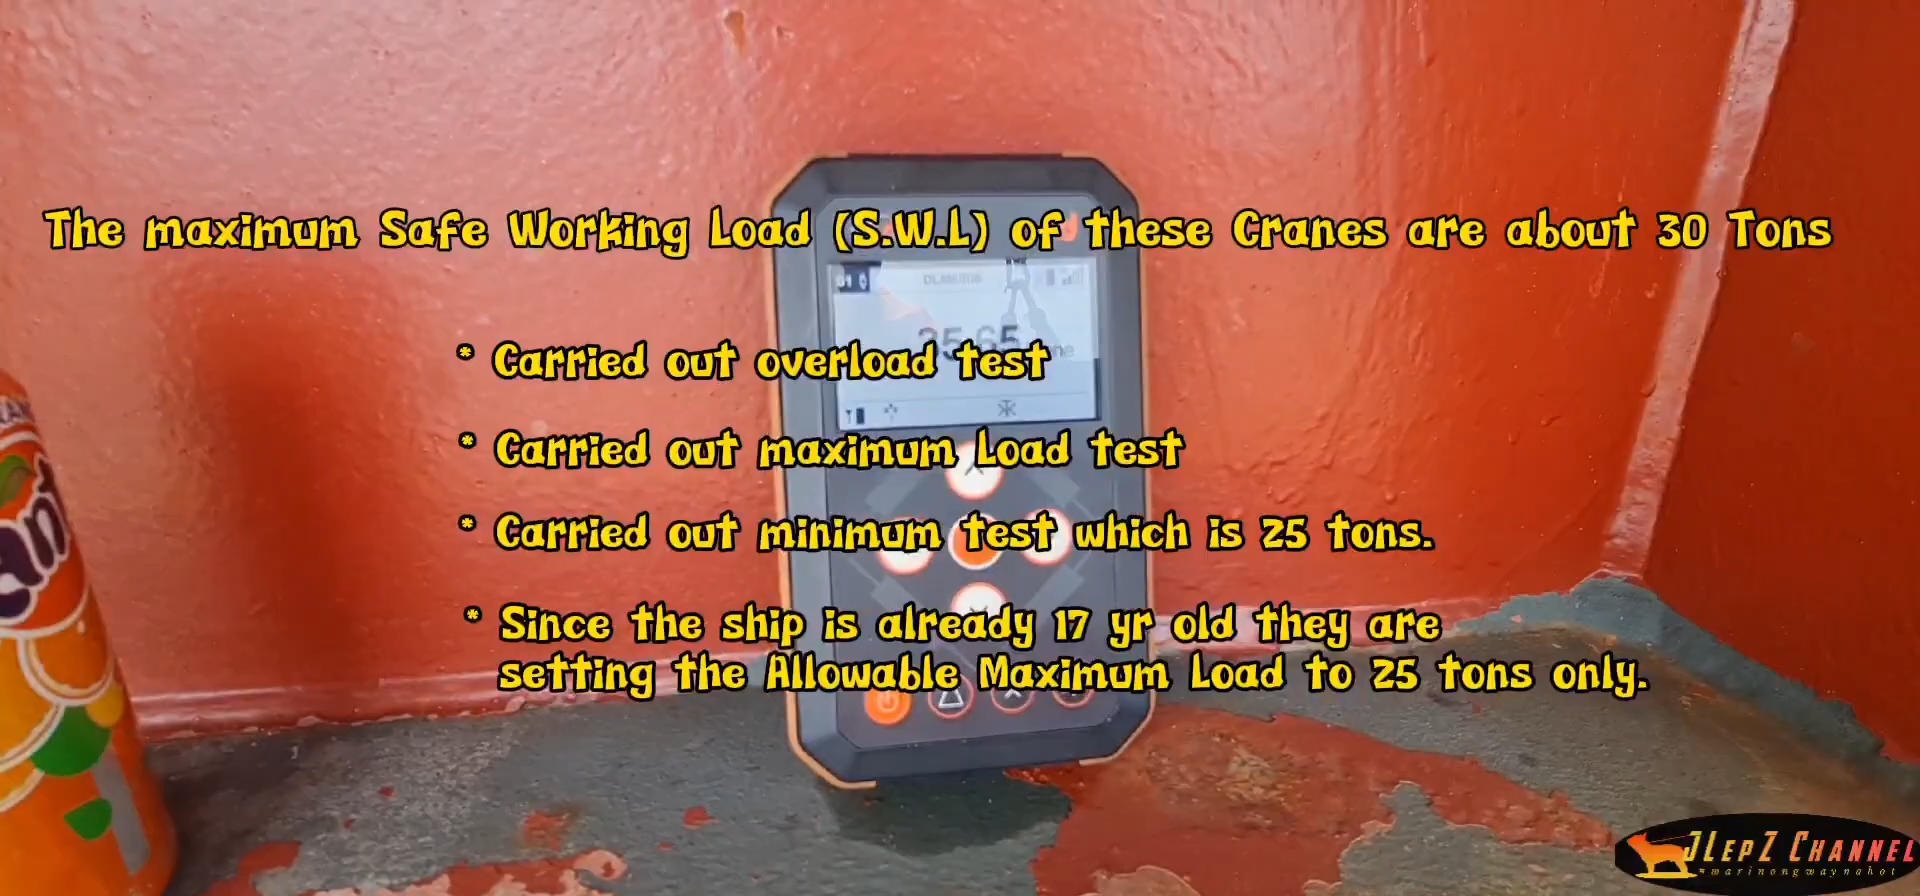 The maximum Safe Working Load (S.W.L) of these Cranes are about 30 Tons
* Carried out overload test
* Carried out maximum Load test
* Carried out minimum test which is 25 tons.
* Since the ship is already 17 yr old they are
setting the Allowable Maximum Load to 25 tons only.
JLepZ Channel
#marinongwaynahot